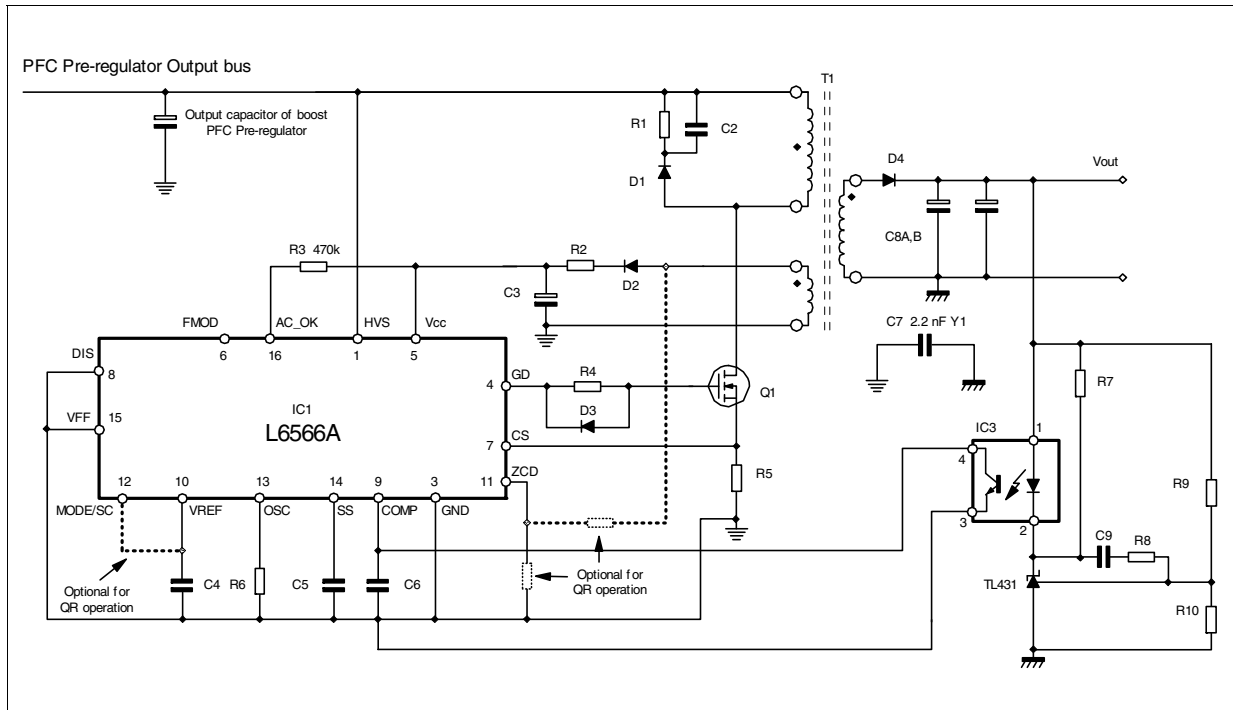 PFC Pre-regulator Output bus
T1
Output capacitor of boost
PFC Pre-regulator
R1
C2
D1
D4
Vout
C8A,B
R3 470k
R2
D2
C3
FMOD
AC_OK
HVS
Vcc
6
16
1
5
C7 2.2 nF Y1
DIS
8
4
GD
R4
Q1
R7
VFF
15
IC1
L6566A
D3
7
CS
IC3
1
4
12
10
13
14
9
3
11
ZCD
R5
R9
MODE/SC
VREF
OSC
SS
COMP
GND
3
2
C9
R8
Optional for
QR operation
C4
R6
C5
C6
Optional for
QR operation
TL431
R10